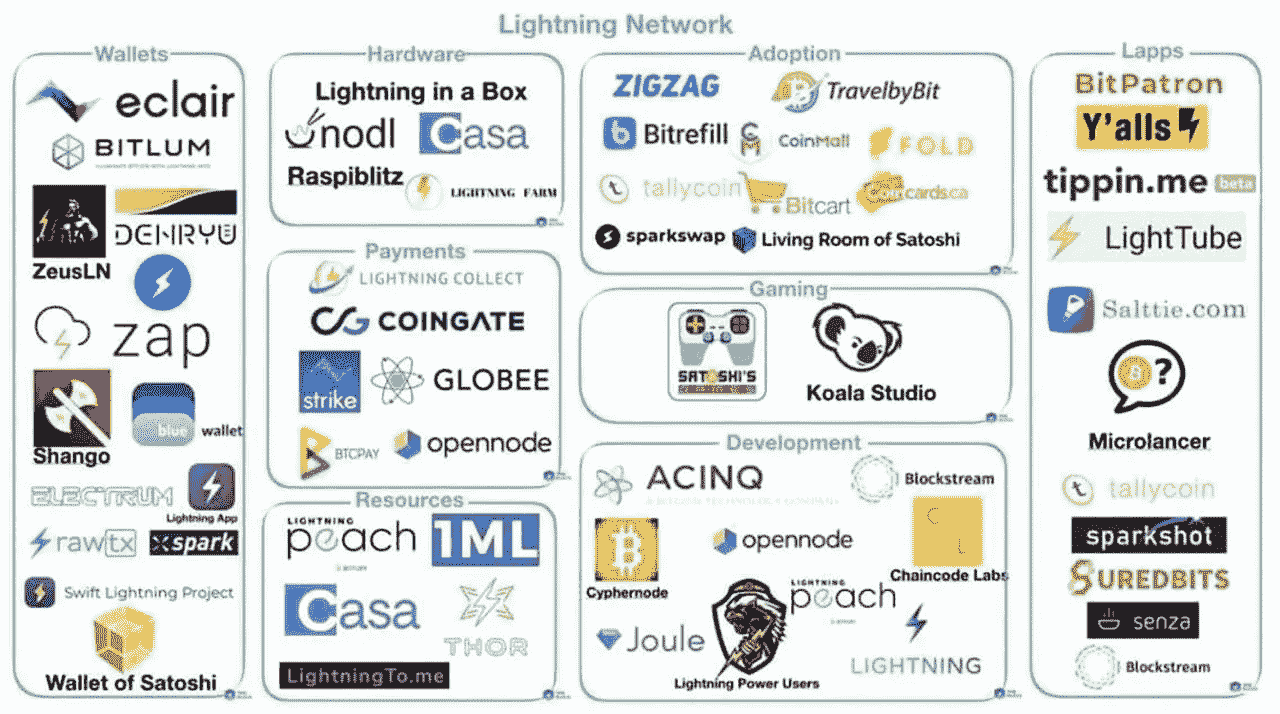 Lightning Network
Wallets
eclair
BITLUM
ZeusLN
DENRYU
zap
Shango
blue wallet
ELECTRUM
Lightning App
rawtx
spark
Swift Lightning Project
Wallet of Satoshi
Hardware
Lightning in a Box
nodl
Casa
Raspiblitz
LIGHTNING FARM
Payments
LIGHTNING COLLECT
CG COINGATE
strike
GLOBEE
BTCPAY
opennode
Resources
LIGHTNING
peach
1ML
Casa
THOR
LightningTo.me
Adoption
ZIGZAG
TravelbyBit
b Bitrefill
CM CoinMall
FOLD
t tallycoin
Bitcart
cards.ca
sparkswap
Living Room of Satoshi
Gaming
SATOSHI'S
Koala Studio
Development
ACINQ
Blockstream
Cyphernode
opennode
Chaincode Labs
Joule
LIGHTNING
peach
Lightning Power Users
LIGHTNING
Lapps
BitPatron
Y'alls
tippin.me beta
LightTube
Salttie.com
?
Microlancer
t tallycoin
sparkshot
SUREDBITS
senza
Blockstream